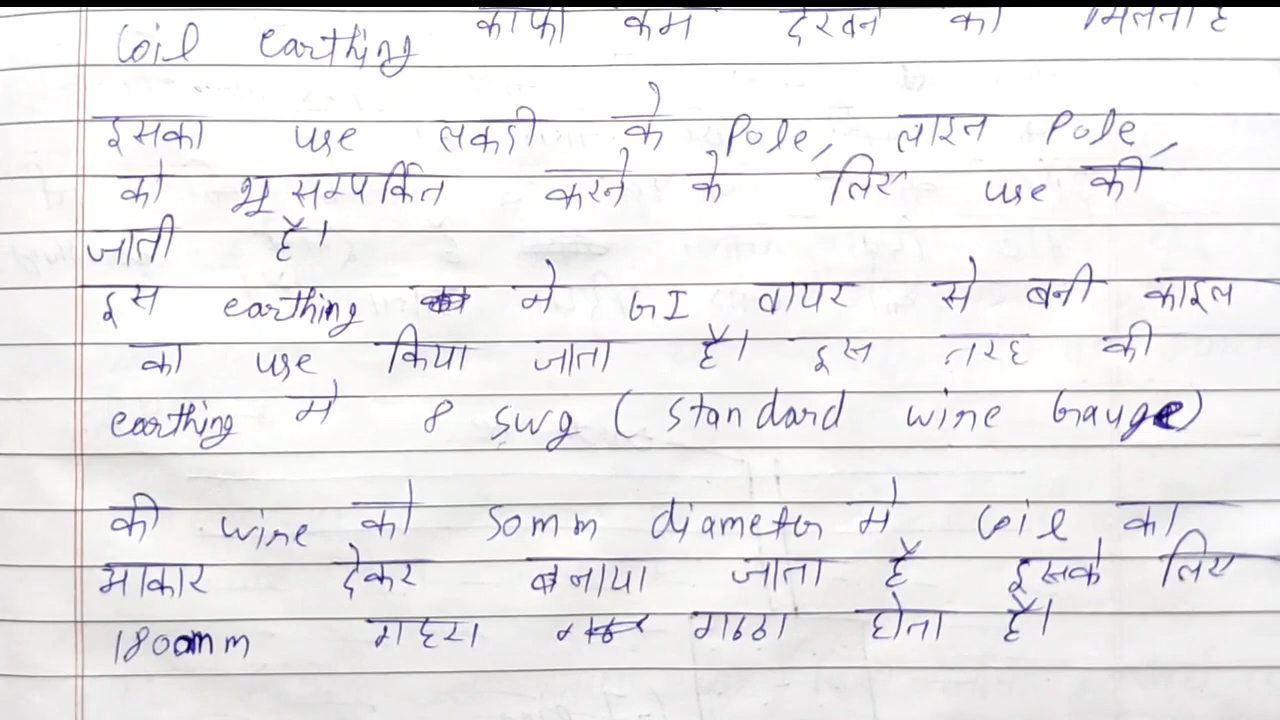 Coil earthing काफी कम देखने को मिलता है
इसका use लकडी के Pole, लाइन Pole,
को भू सम्पर्कित करने के लिए use की
जाती है।
इस earthing मे GI वायर से बनी काइल
का use किया जाता है। इस तरह की
earthing मे 8 swg (standard wire Gauge)
की wire को 50mm diameter मे Coil का
आकार देकर बनाया जाता है इसके लिए
1800mm गहरा गढढा होता है।